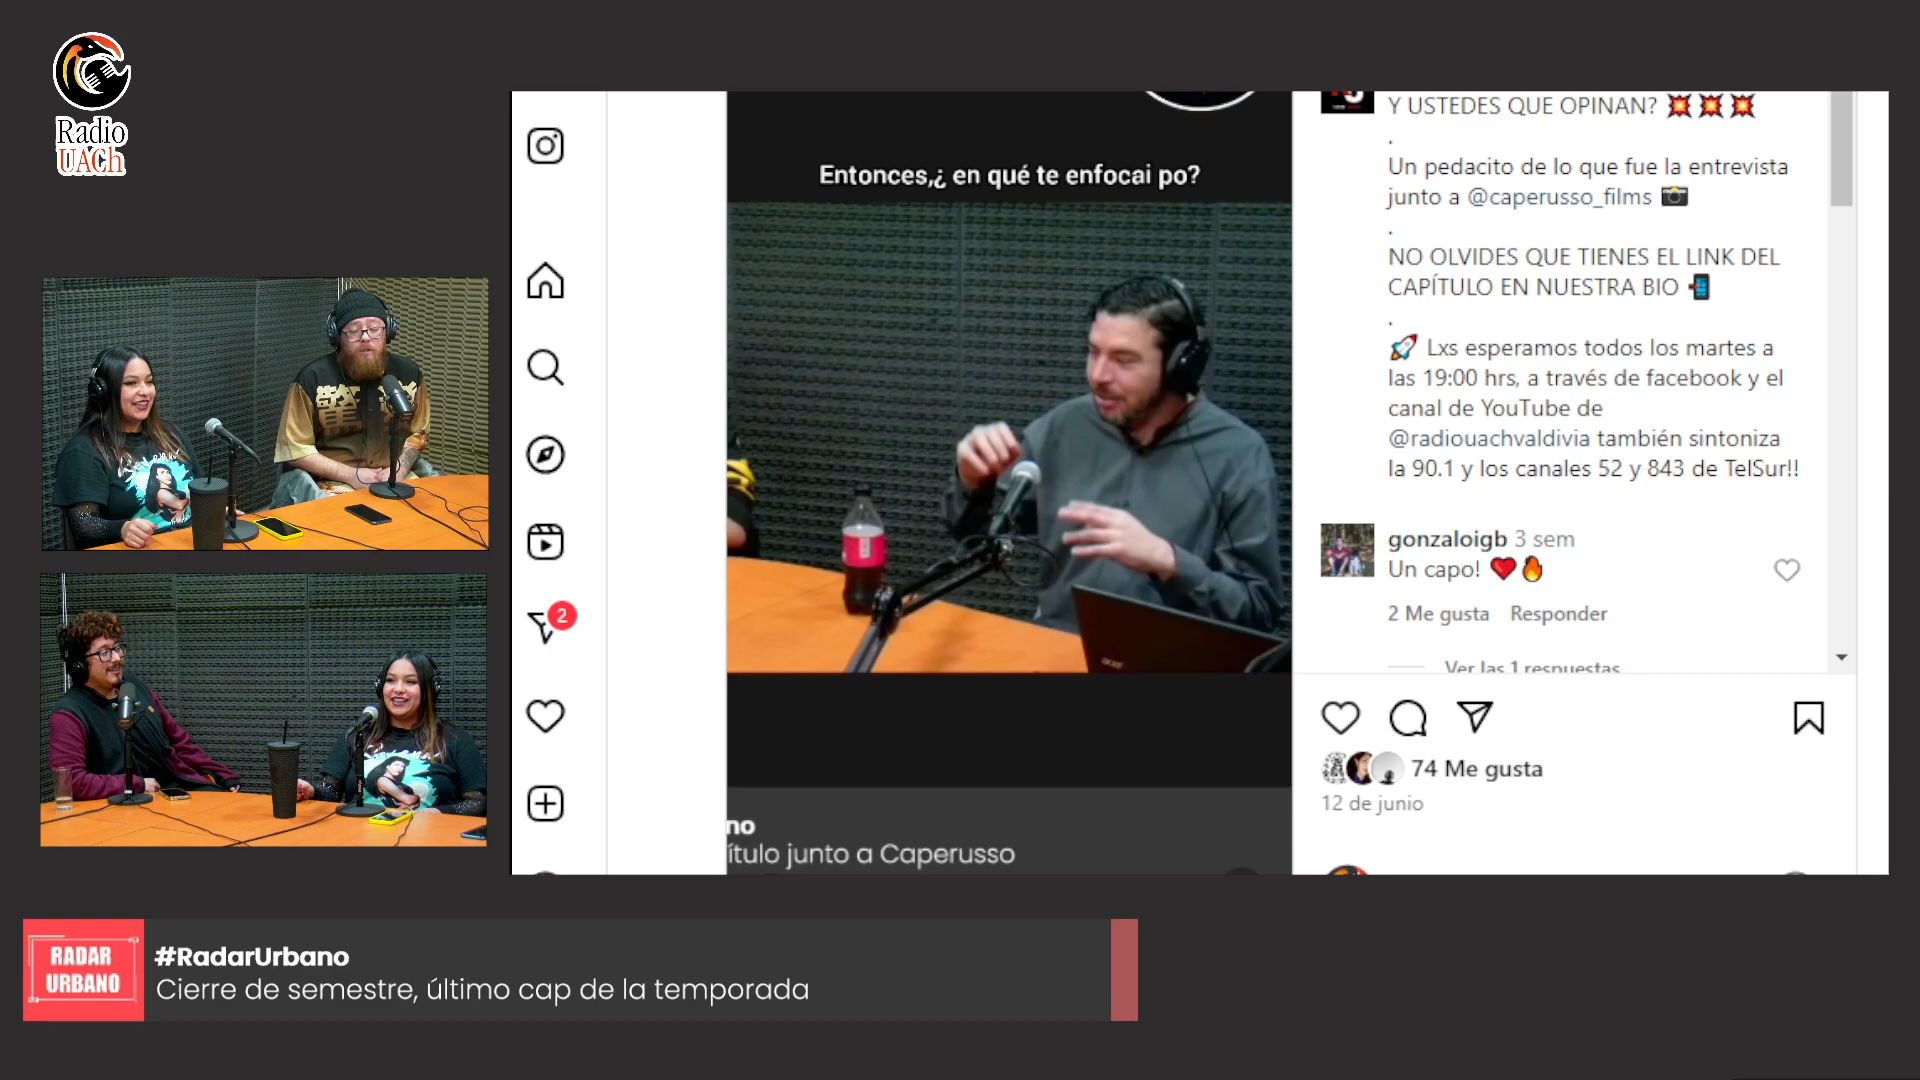 Radio
UACh
Entonces,¿ en qué te enfocai po?
Y USTEDES QUE OPINAN? 💥 💥 💥
.
Un pedacito de lo que fue la entrevista
junto a @caperusso_films 📷
.
NO OLVIDES QUE TIENES EL LINK DEL
CAPÍTULO EN NUESTRA BIO 📲
.
🚀 Lxs esperamos todos los martes a
las 19:00 hrs, a través de facebook y el
canal de YouTube de
@radiouachvaldivia también sintoniza
la 90.1 y los canales 52 y 843 de TelSur!!
gonzaloigb 3 sem
Un capo! ❤️🔥
2 Me gusta Responder
Ver las 1 respuestas
74 Me gusta
12 de junio
2
no
ítulo junto a Caperusso
acer
RADAR
URBANO
#RadarUrbano
Cierre de semestre, último cap de la temporada